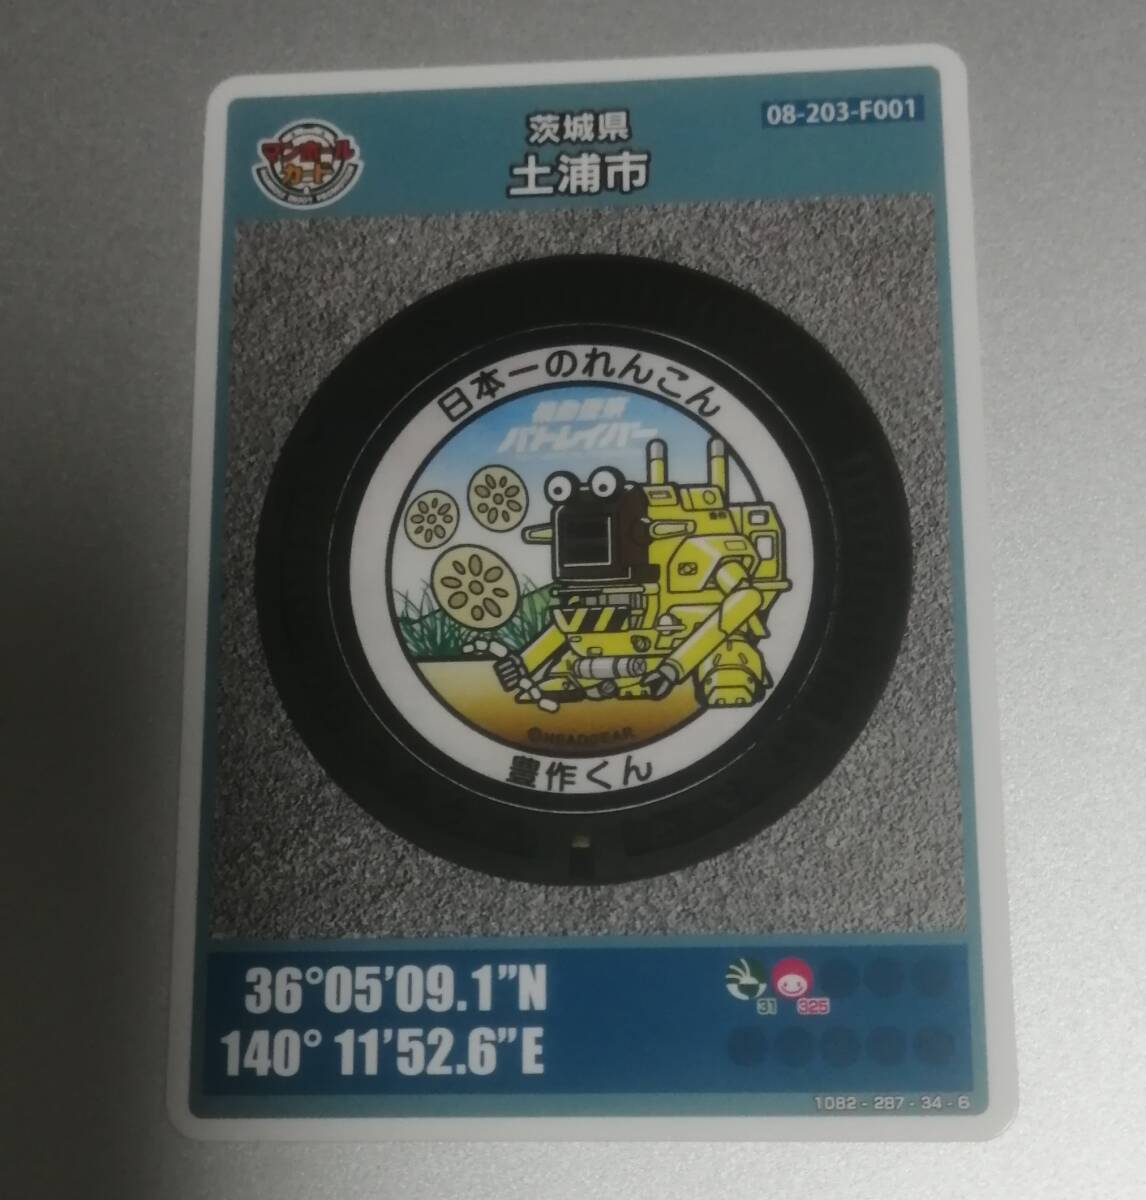 マンホール
カード
茨城県
土浦市
08-203-F001
日本一のれんこん
機動警察
パトレイバー
©HEADGEAR
豊作くん
36°05'09.1"N
140°11'52.6"E
31
325
1082-287-34-6